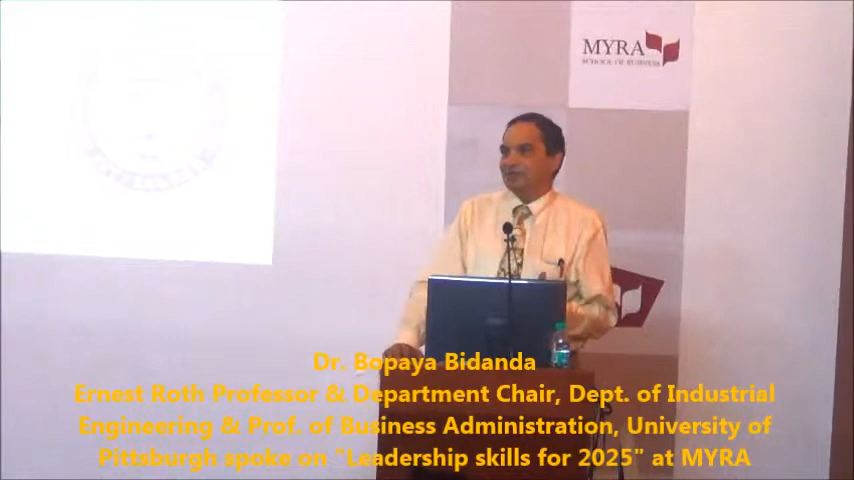 MYRA
SCHOOL OF BUSINESS
Dr. Bopaya Bidanda
Ernest Roth Professor & Department Chair, Dept. of Industrial
Engineering & Prof. of Business Administration, University of
Pittsburgh spoke on "Leadership skills for 2025" at MYRA